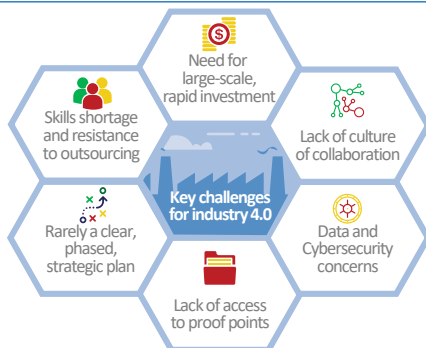 Need for
large-scale,
rapid investment
Skills shortage
and resistance
to outsourcing
Lack of culture
of collaboration
Key challenges
for industry 4.0
Rarely a clear,
phased,
strategic plan
Data and
Cybersecurity
concerns
Lack of access
to proof points